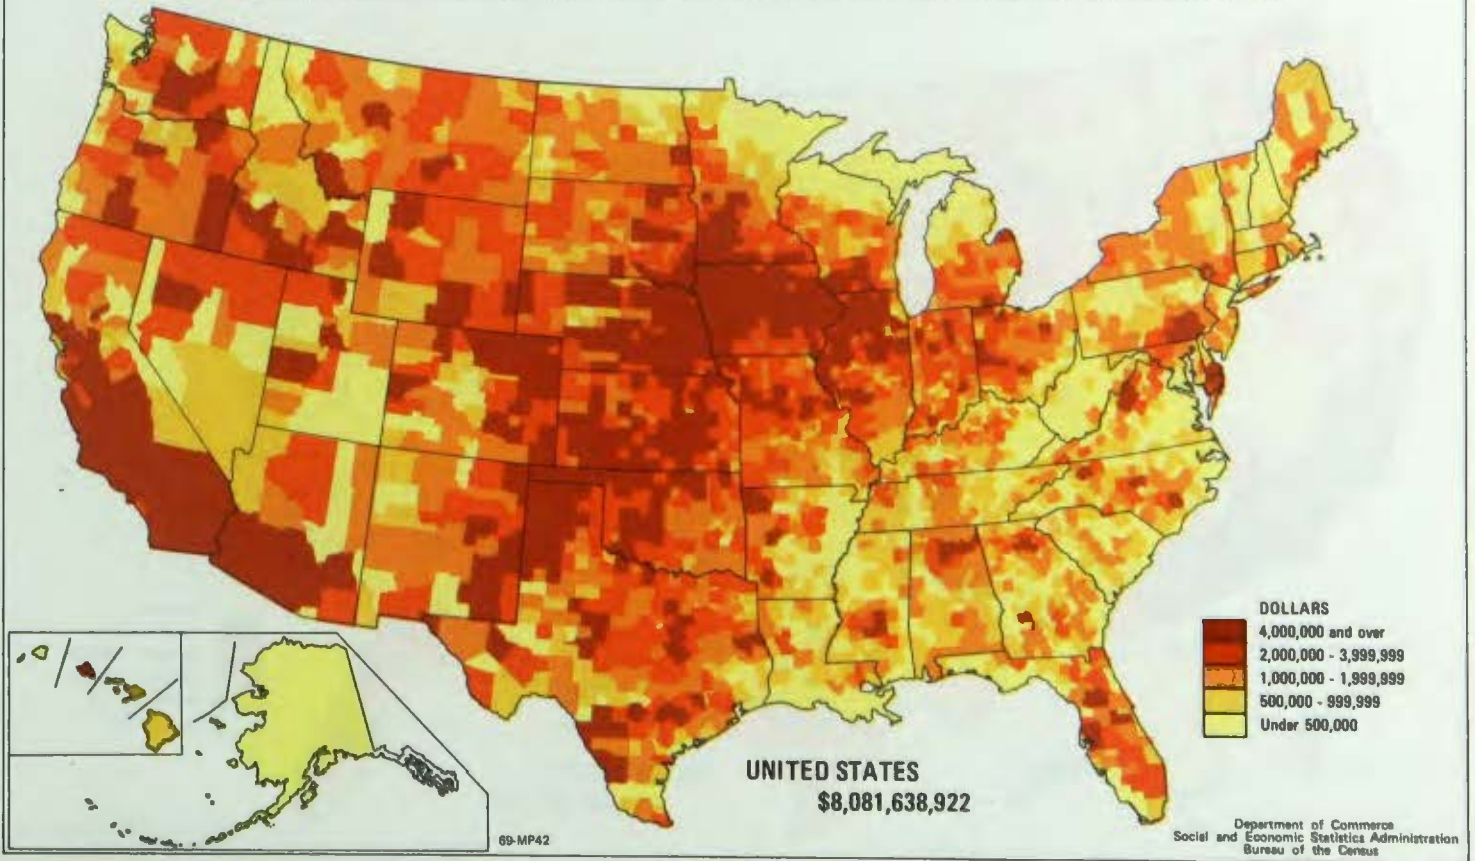 DOLLARS
4,000,000 and over
2,000,000 - 3,999,999
1,000,000 - 1,999,999
500,000 - 999,999
Under 500,000
UNITED STATES
$8,081,638,922
69-MP42
Department of Commerce
Social and Economic Statistics Administration
Bureau of the Census